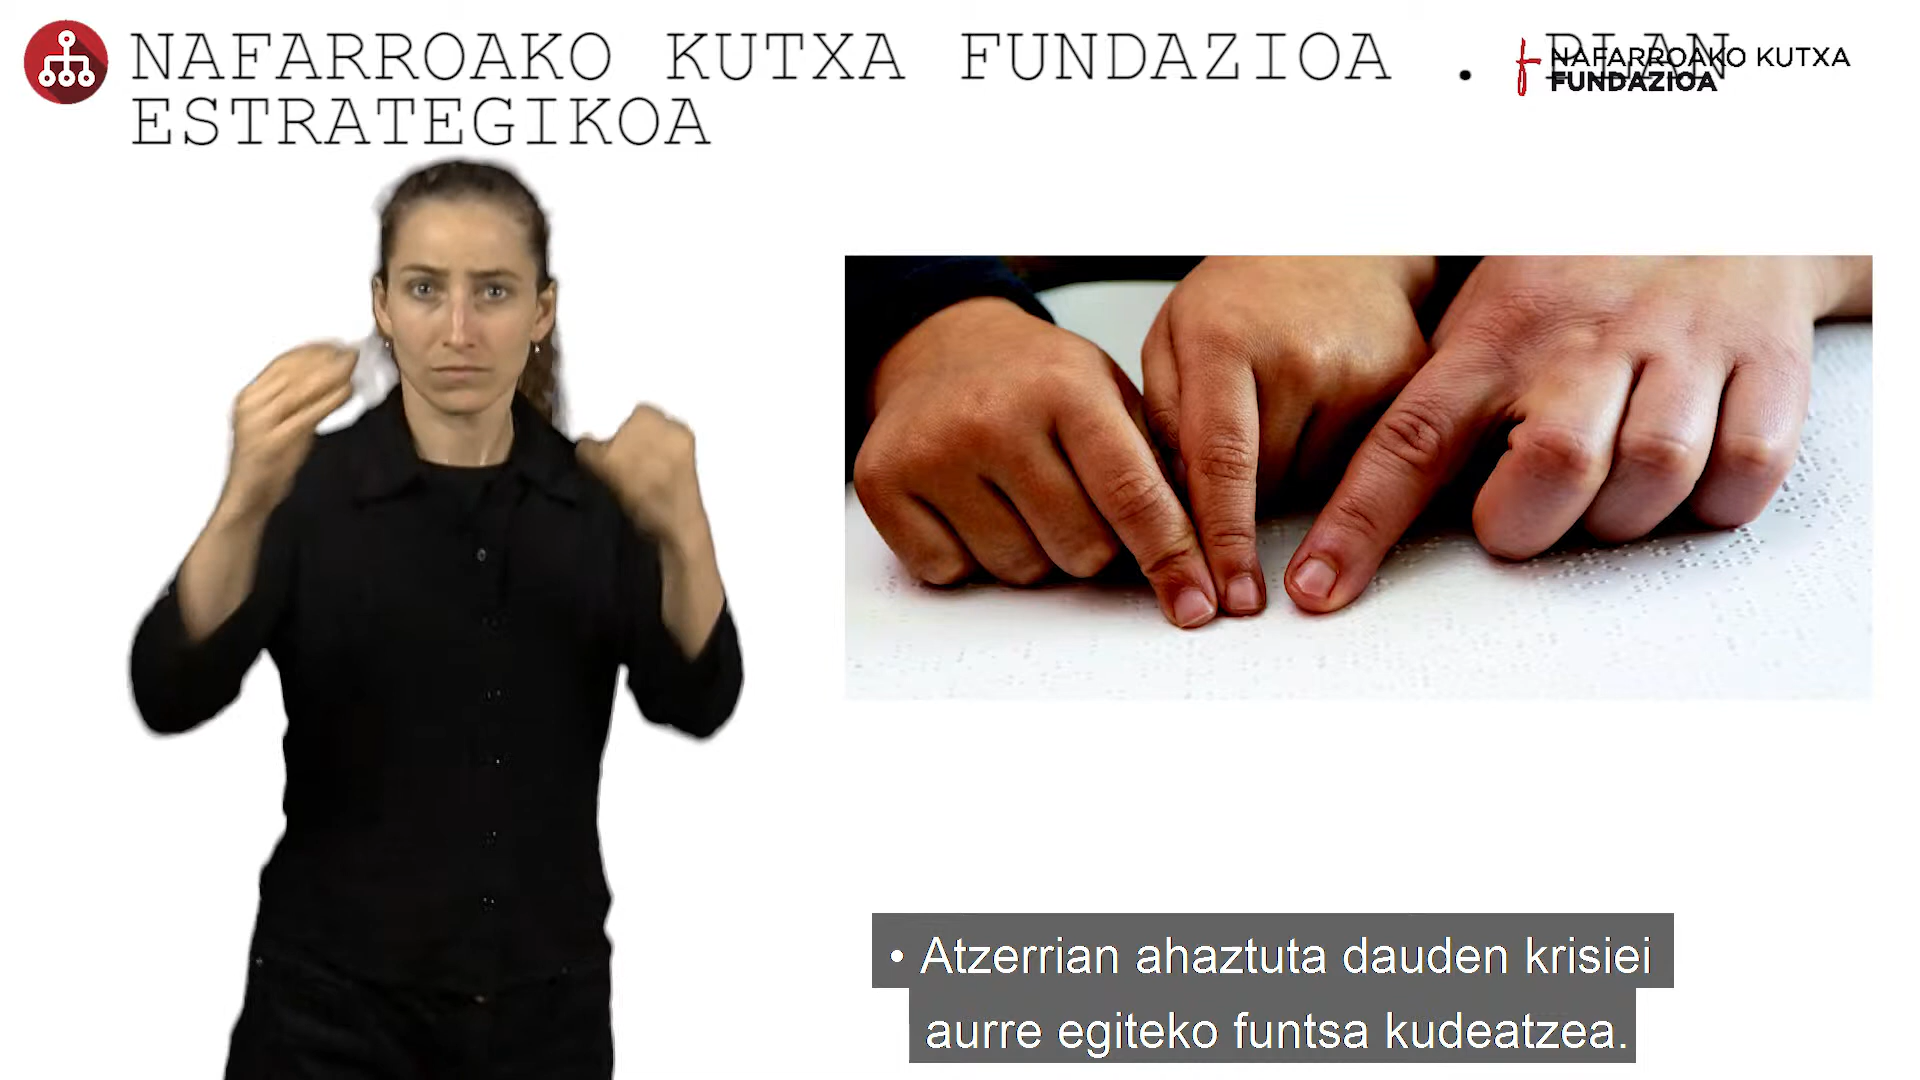 NAFARROAKO KUTXA FUNDAZIOA . PLAN
ESTRATEGIKOA
NAFARROAKO KUTXA
FUNDAZIOA
• Atzerrian ahaztuta dauden krisiei
aurre egiteko funtsa kudeatzea.